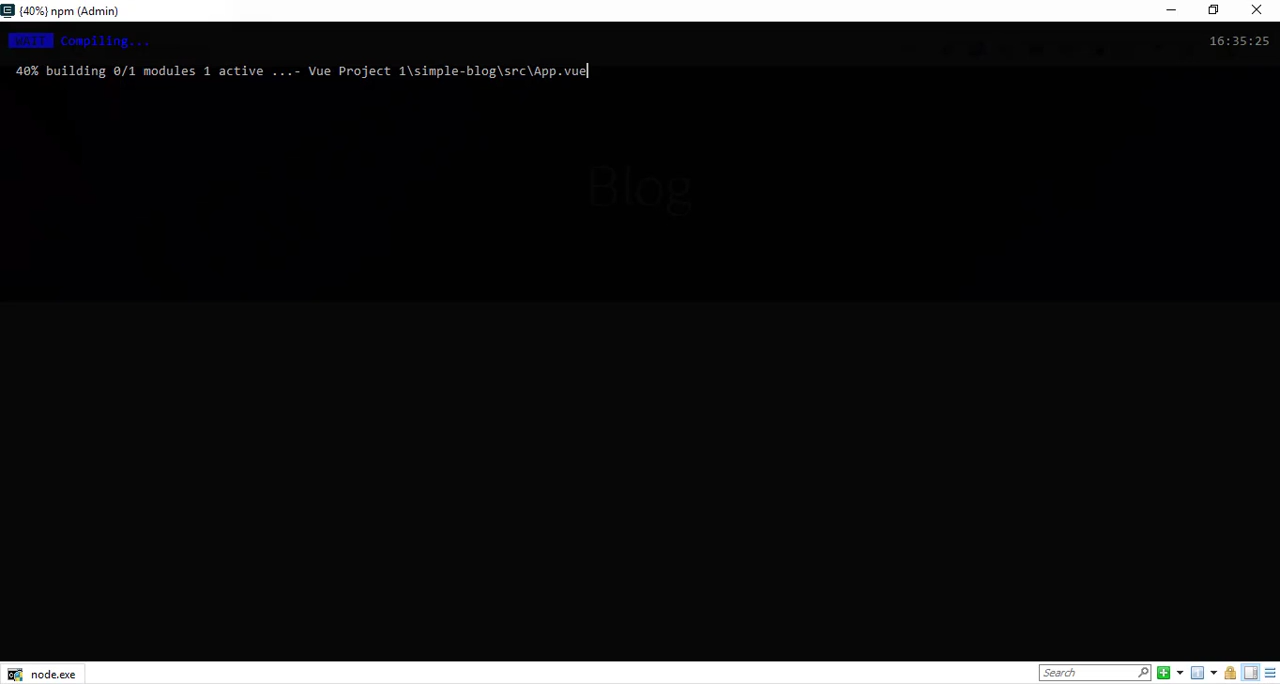 {40%} npm (Admin)
WAIT Compiling... 16:35:25
40% building 0/1 modules 1 active ...- Vue Project 1\simple-blog\src\App.vue
Blog
node.exe
Search